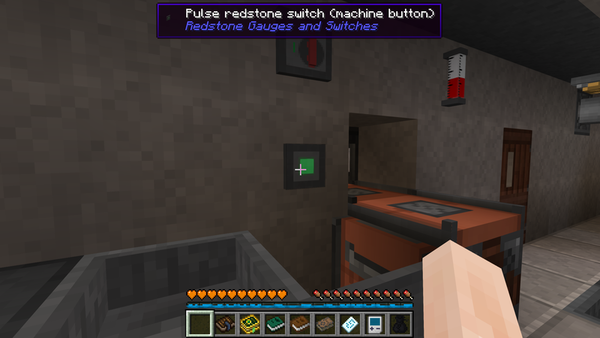 Pulse redstone switch (machine button)
Redstone Gauges and Switches